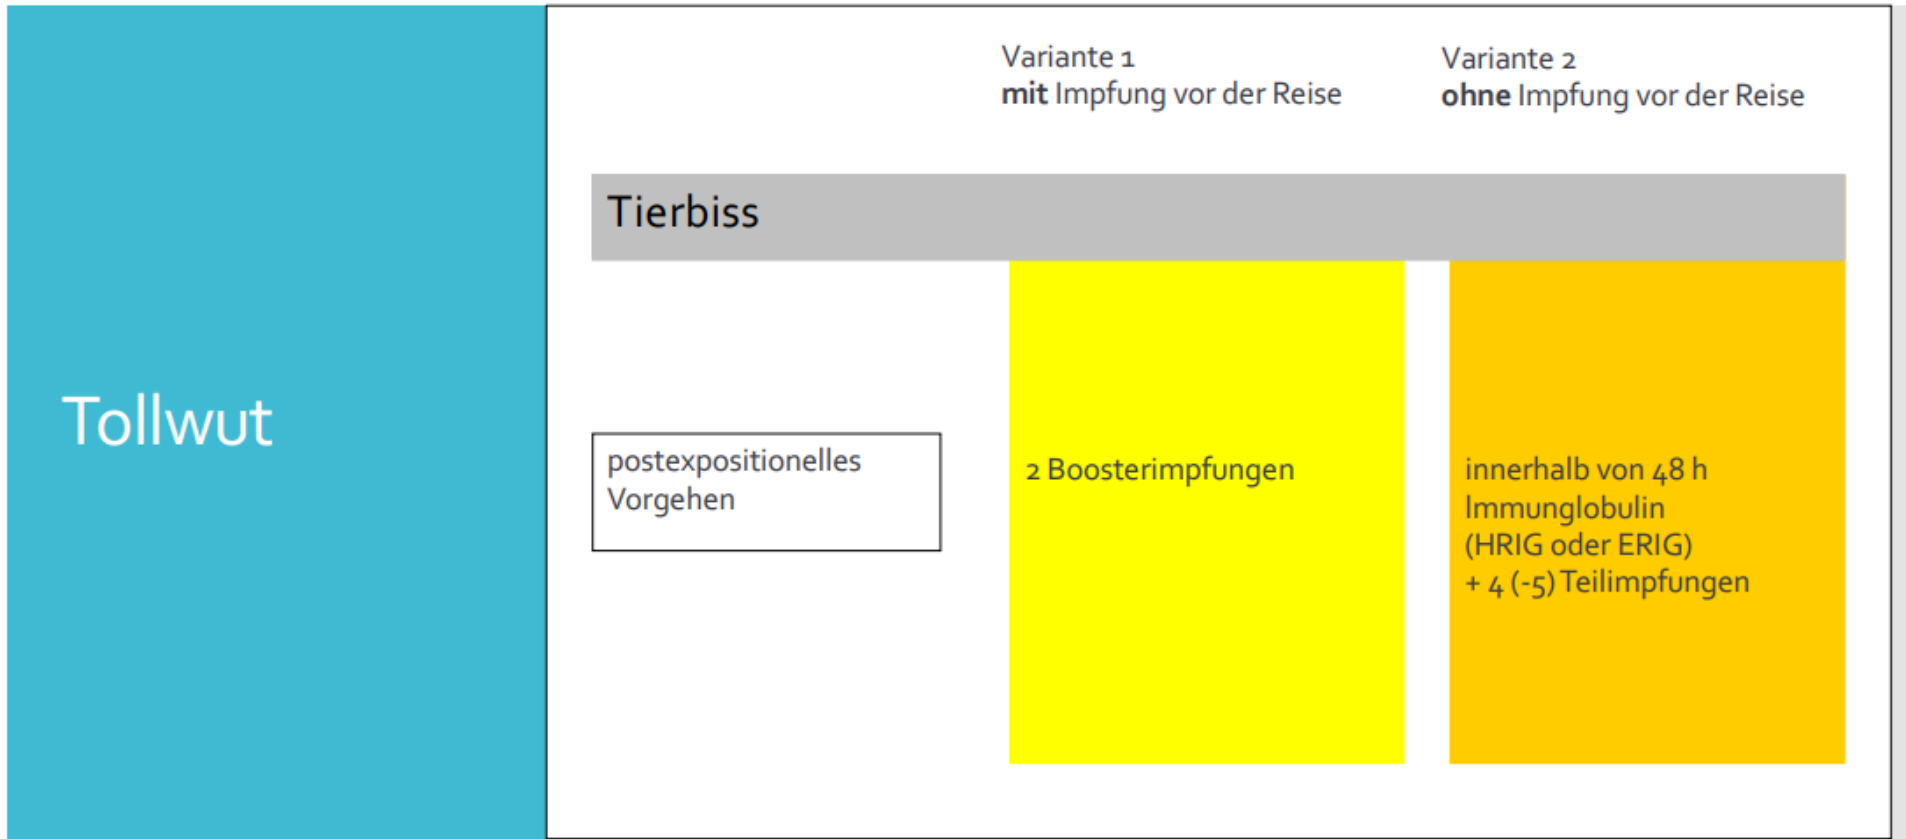 Tollwut
Variante 1
mit Impfung vor der Reise
Variante 2
ohne Impfung vor der Reise
Tierbiss
postexpositionelles
Vorgehen
2 Boosterimpfungen
innerhalb von 48 h
Immunglobulin
(HRIG oder ERIG)
+ 4 (-5) Teilimpfungen